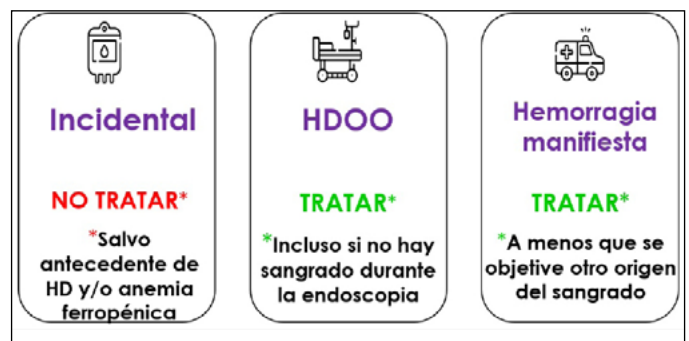 Incidental
NO TRATAR*
*Salvo
antecedente de
HD y/o anemia
ferropénica
HDOO
TRATAR*
*Incluso si no hay
sangrado durante
la endoscopia
Hemorragia
manifiesta
TRATAR*
*A menos que se
objetive otro origen
del sangrado